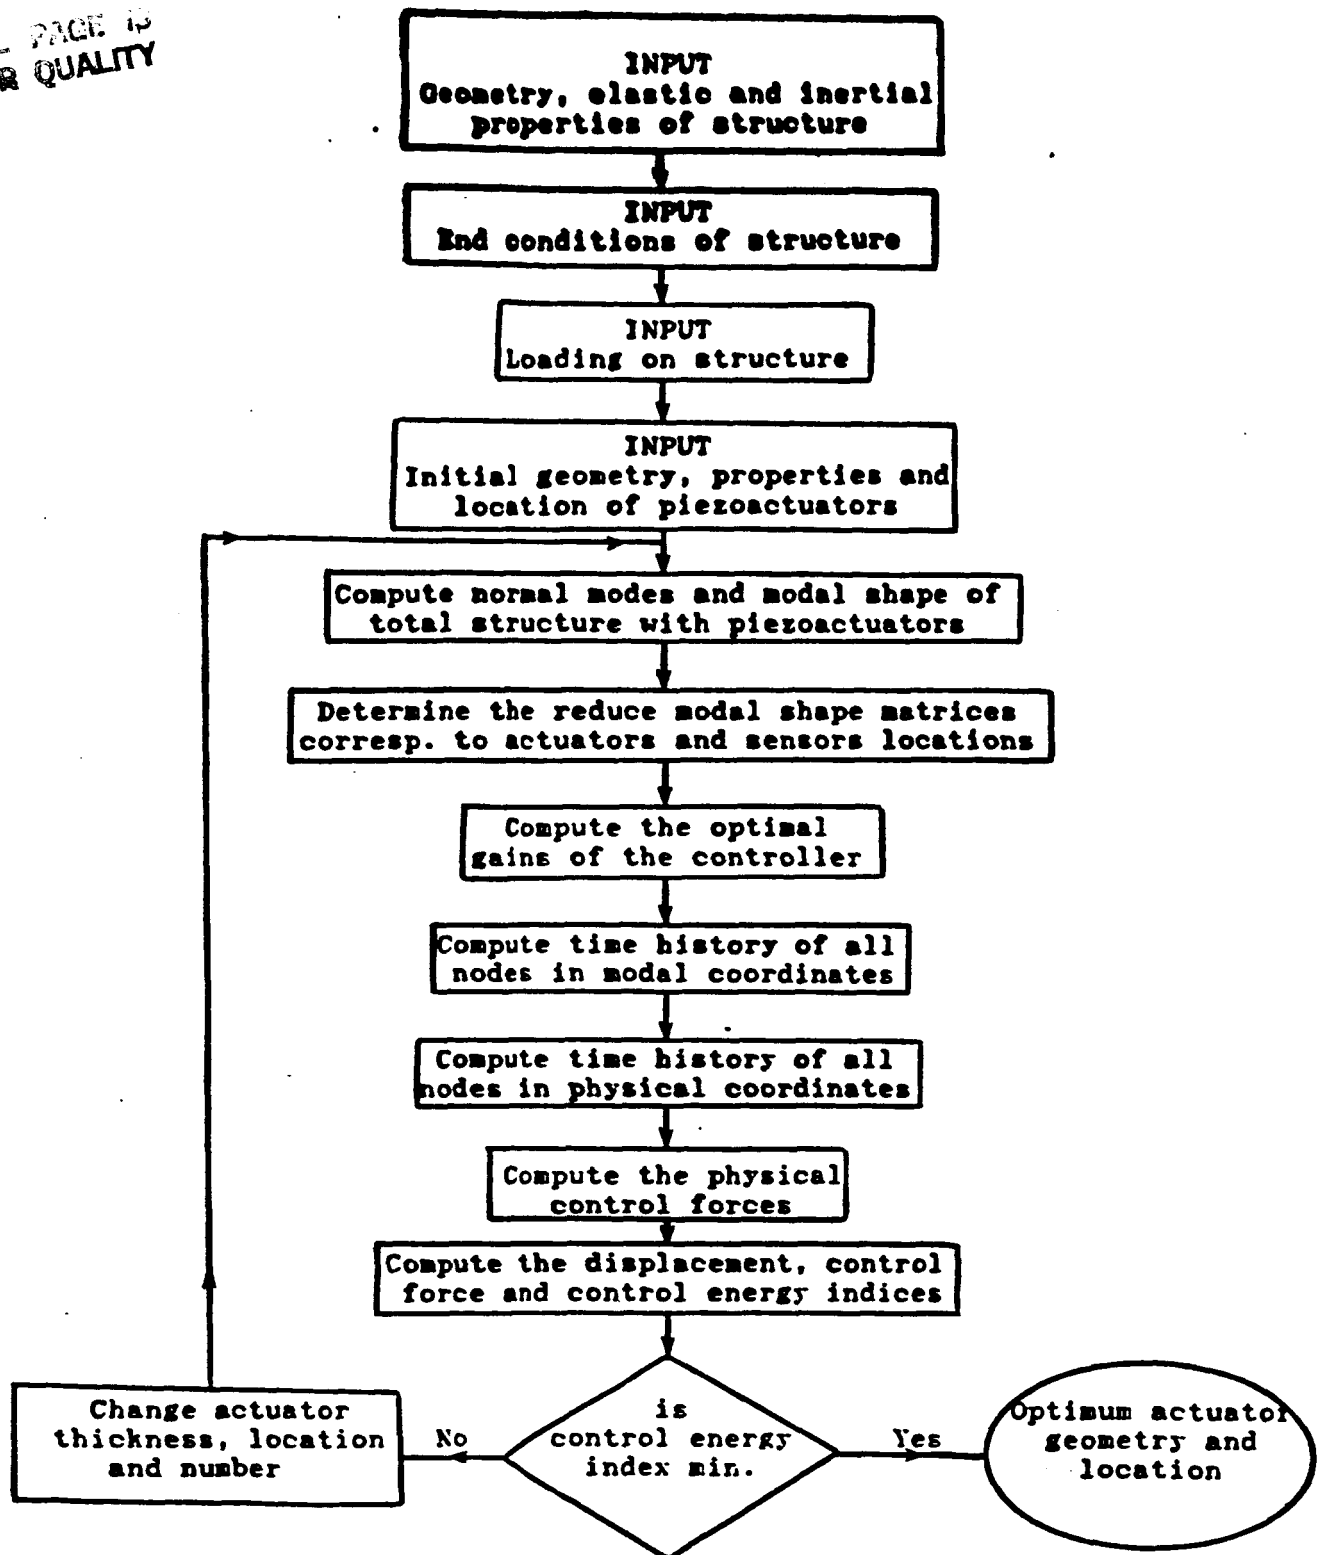 PAGE IS
QUALITY
INPUT
Geometry, elastic and inertial
properties of structure
INPUT
End conditions of structure
INPUT
Loading on structure
INPUT
Initial geometry, properties and
location of piezoactuators
Compute normal modes and modal shape of
total structure with piezoactuators
Determine the reduce modal shape matrices
corresp. to actuators and sensors locations
Compute the optimal
gains of the controller
Compute time history of all
nodes in modal coordinates
Compute time history of all
nodes in physical coordinates
Compute the physical
control forces
Compute the displacement, control
force and control energy indices
is
control energy
index min.
No
Yes
Change actuator
thickness, location
and number
Optimum actuator
geometry and
location